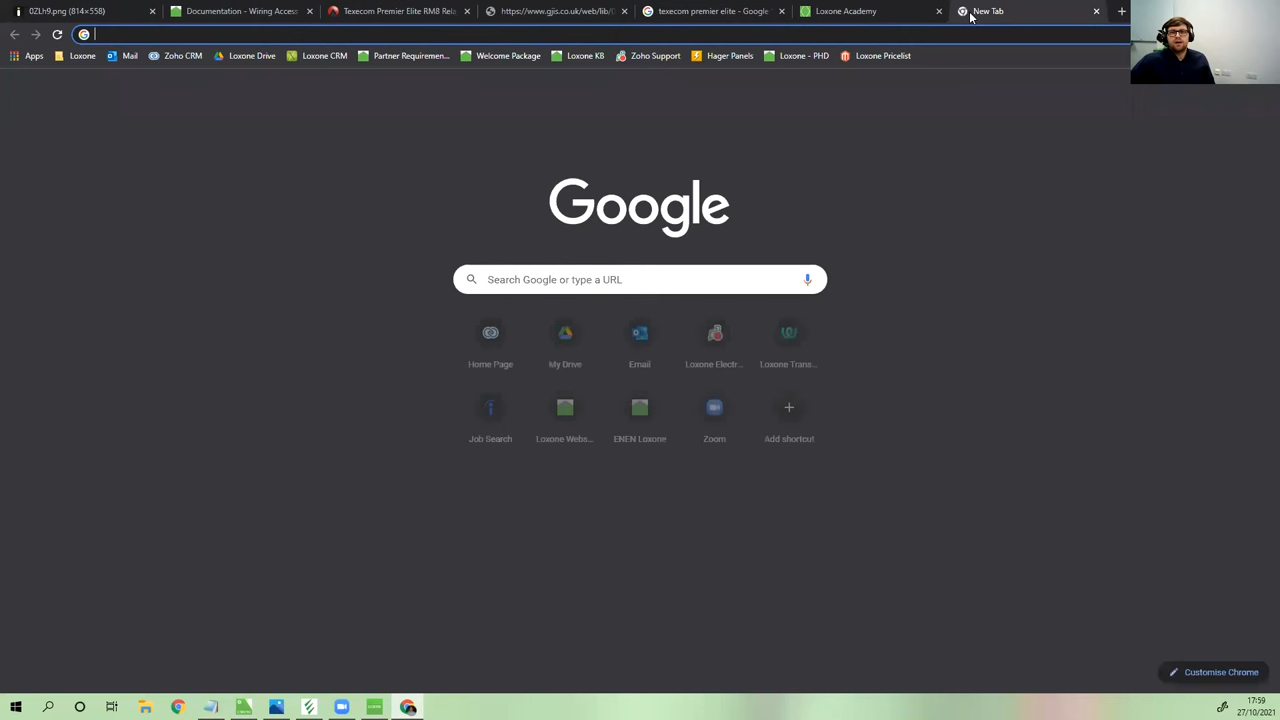 0ZLh9.png (814×558)
Documentation - Wiring Access
Texecom Premier Elite RM8 Rela
https://www.gjis.co.uk/web/lib/
texecom premier elite - Google
Loxone Academy
New Tab
Apps
Loxone
Mail
Zoho CRM
Loxone Drive
Loxone CRM
Partner Requiremen...
Welcome Package
Loxone KB
Zoho Support
Hager Panels
Loxone - PHD
Loxone Pricelist
Google
Search Google or type a URL
Home Page
My Drive
Email
Loxone Electr...
Loxone Trans...
Job Search
Loxone Webs...
ENEN Loxone
Zoom
Add shortcut
Customise Chrome
17:59
27/10/2021